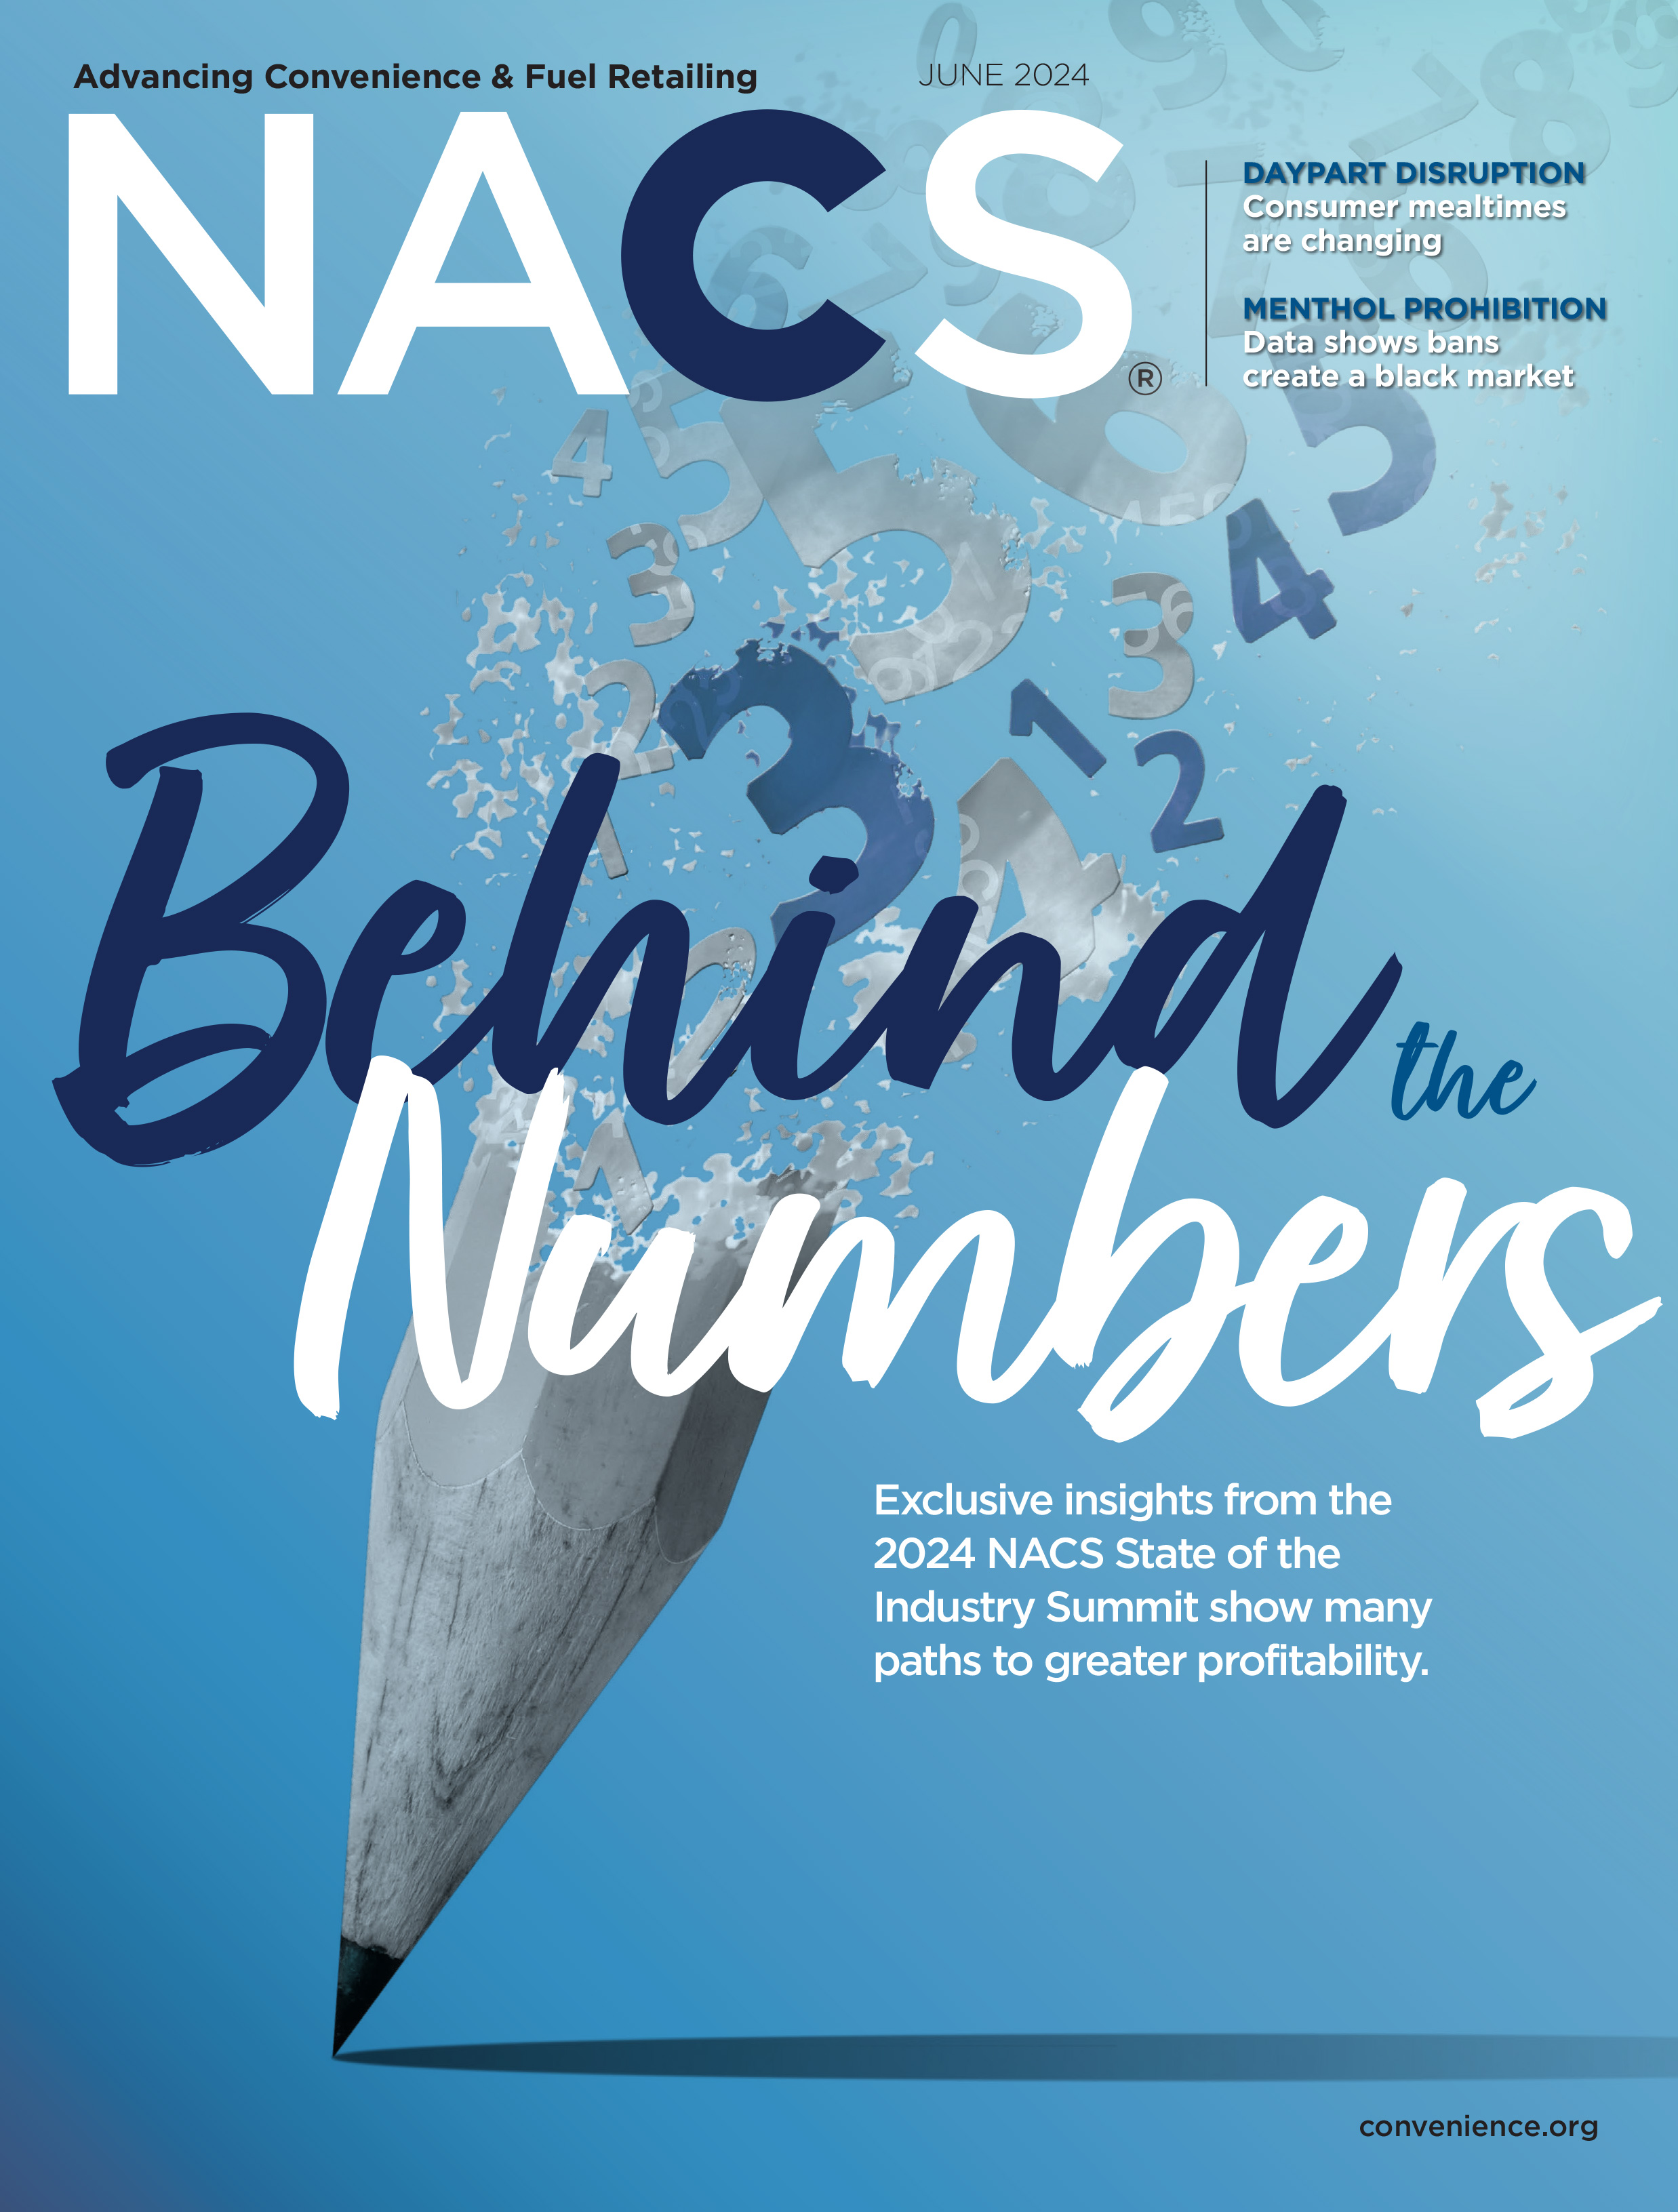 Advancing Convenience & Fuel Retailing
JUNE 2024
NACS®
DAYPART DISRUPTION
Consumer mealtimes
are changing
MENTHOL PROHIBITION
Data shows bans
create a black market
Behind the
Numbers
Exclusive insights from the
2024 NACS State of the
Industry Summit show many
paths to greater profitability.
convenience.org